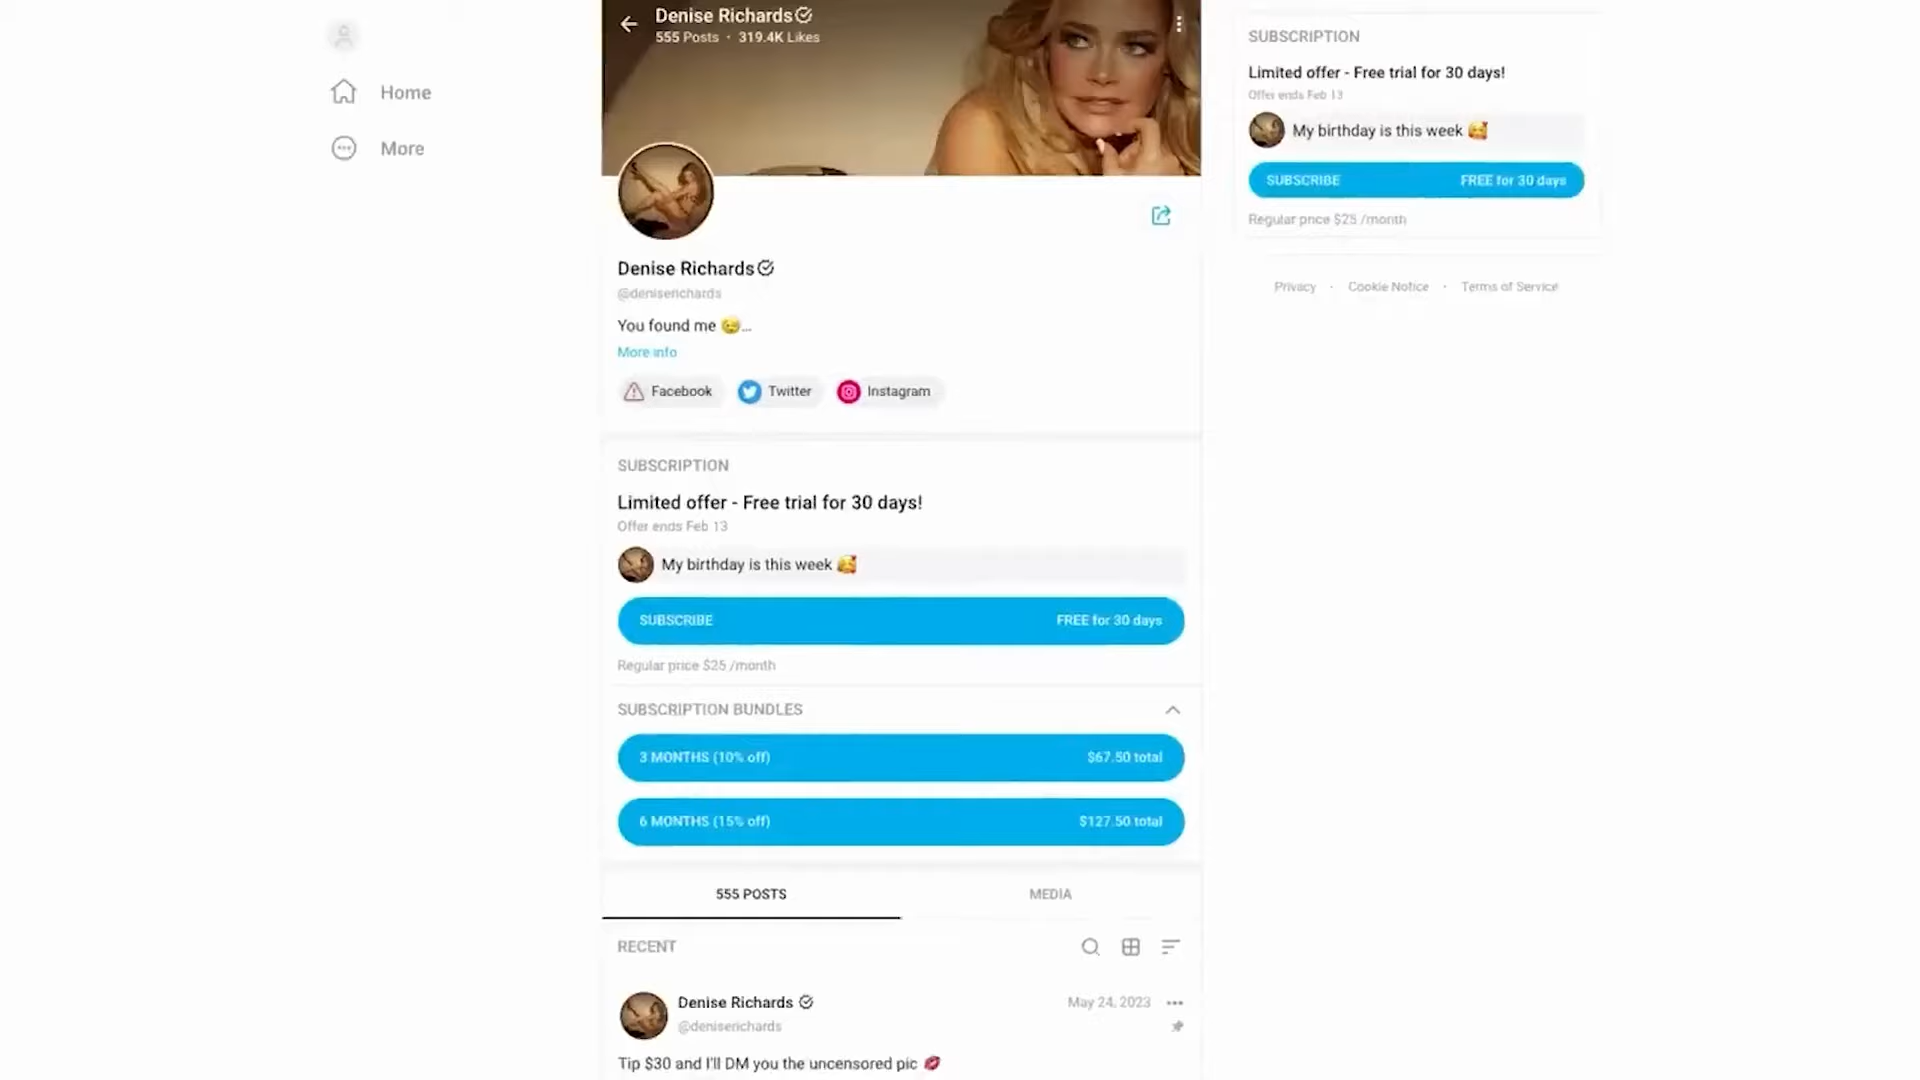 Denise Richards
555 Posts · 319.4K Likes
Home
More
Denise Richards
@deniserichards
You found me 😏...
More info
Facebook
Twitter
Instagram
SUBSCRIPTION
Limited offer - Free trial for 30 days!
Offer ends Feb 13
My birthday is this week 🥰
SUBSCRIBE FREE for 30 days
Regular price $25 /month
SUBSCRIPTION BUNDLES
3 MONTHS (10% off) $67.50 total
6 MONTHS (15% off) $127.50 total
555 POSTS
MEDIA
RECENT
Denise Richards
May 24, 2023
@deniserichards
Tip $30 and I'll DM you the uncensored pic 💋
SUBSCRIPTION
Limited offer - Free trial for 30 days!
Offer ends Feb 13
My birthday is this week 🥰
SUBSCRIBE FREE for 30 days
Regular price $25 /month
Privacy · Cookie Notice · Terms of Service